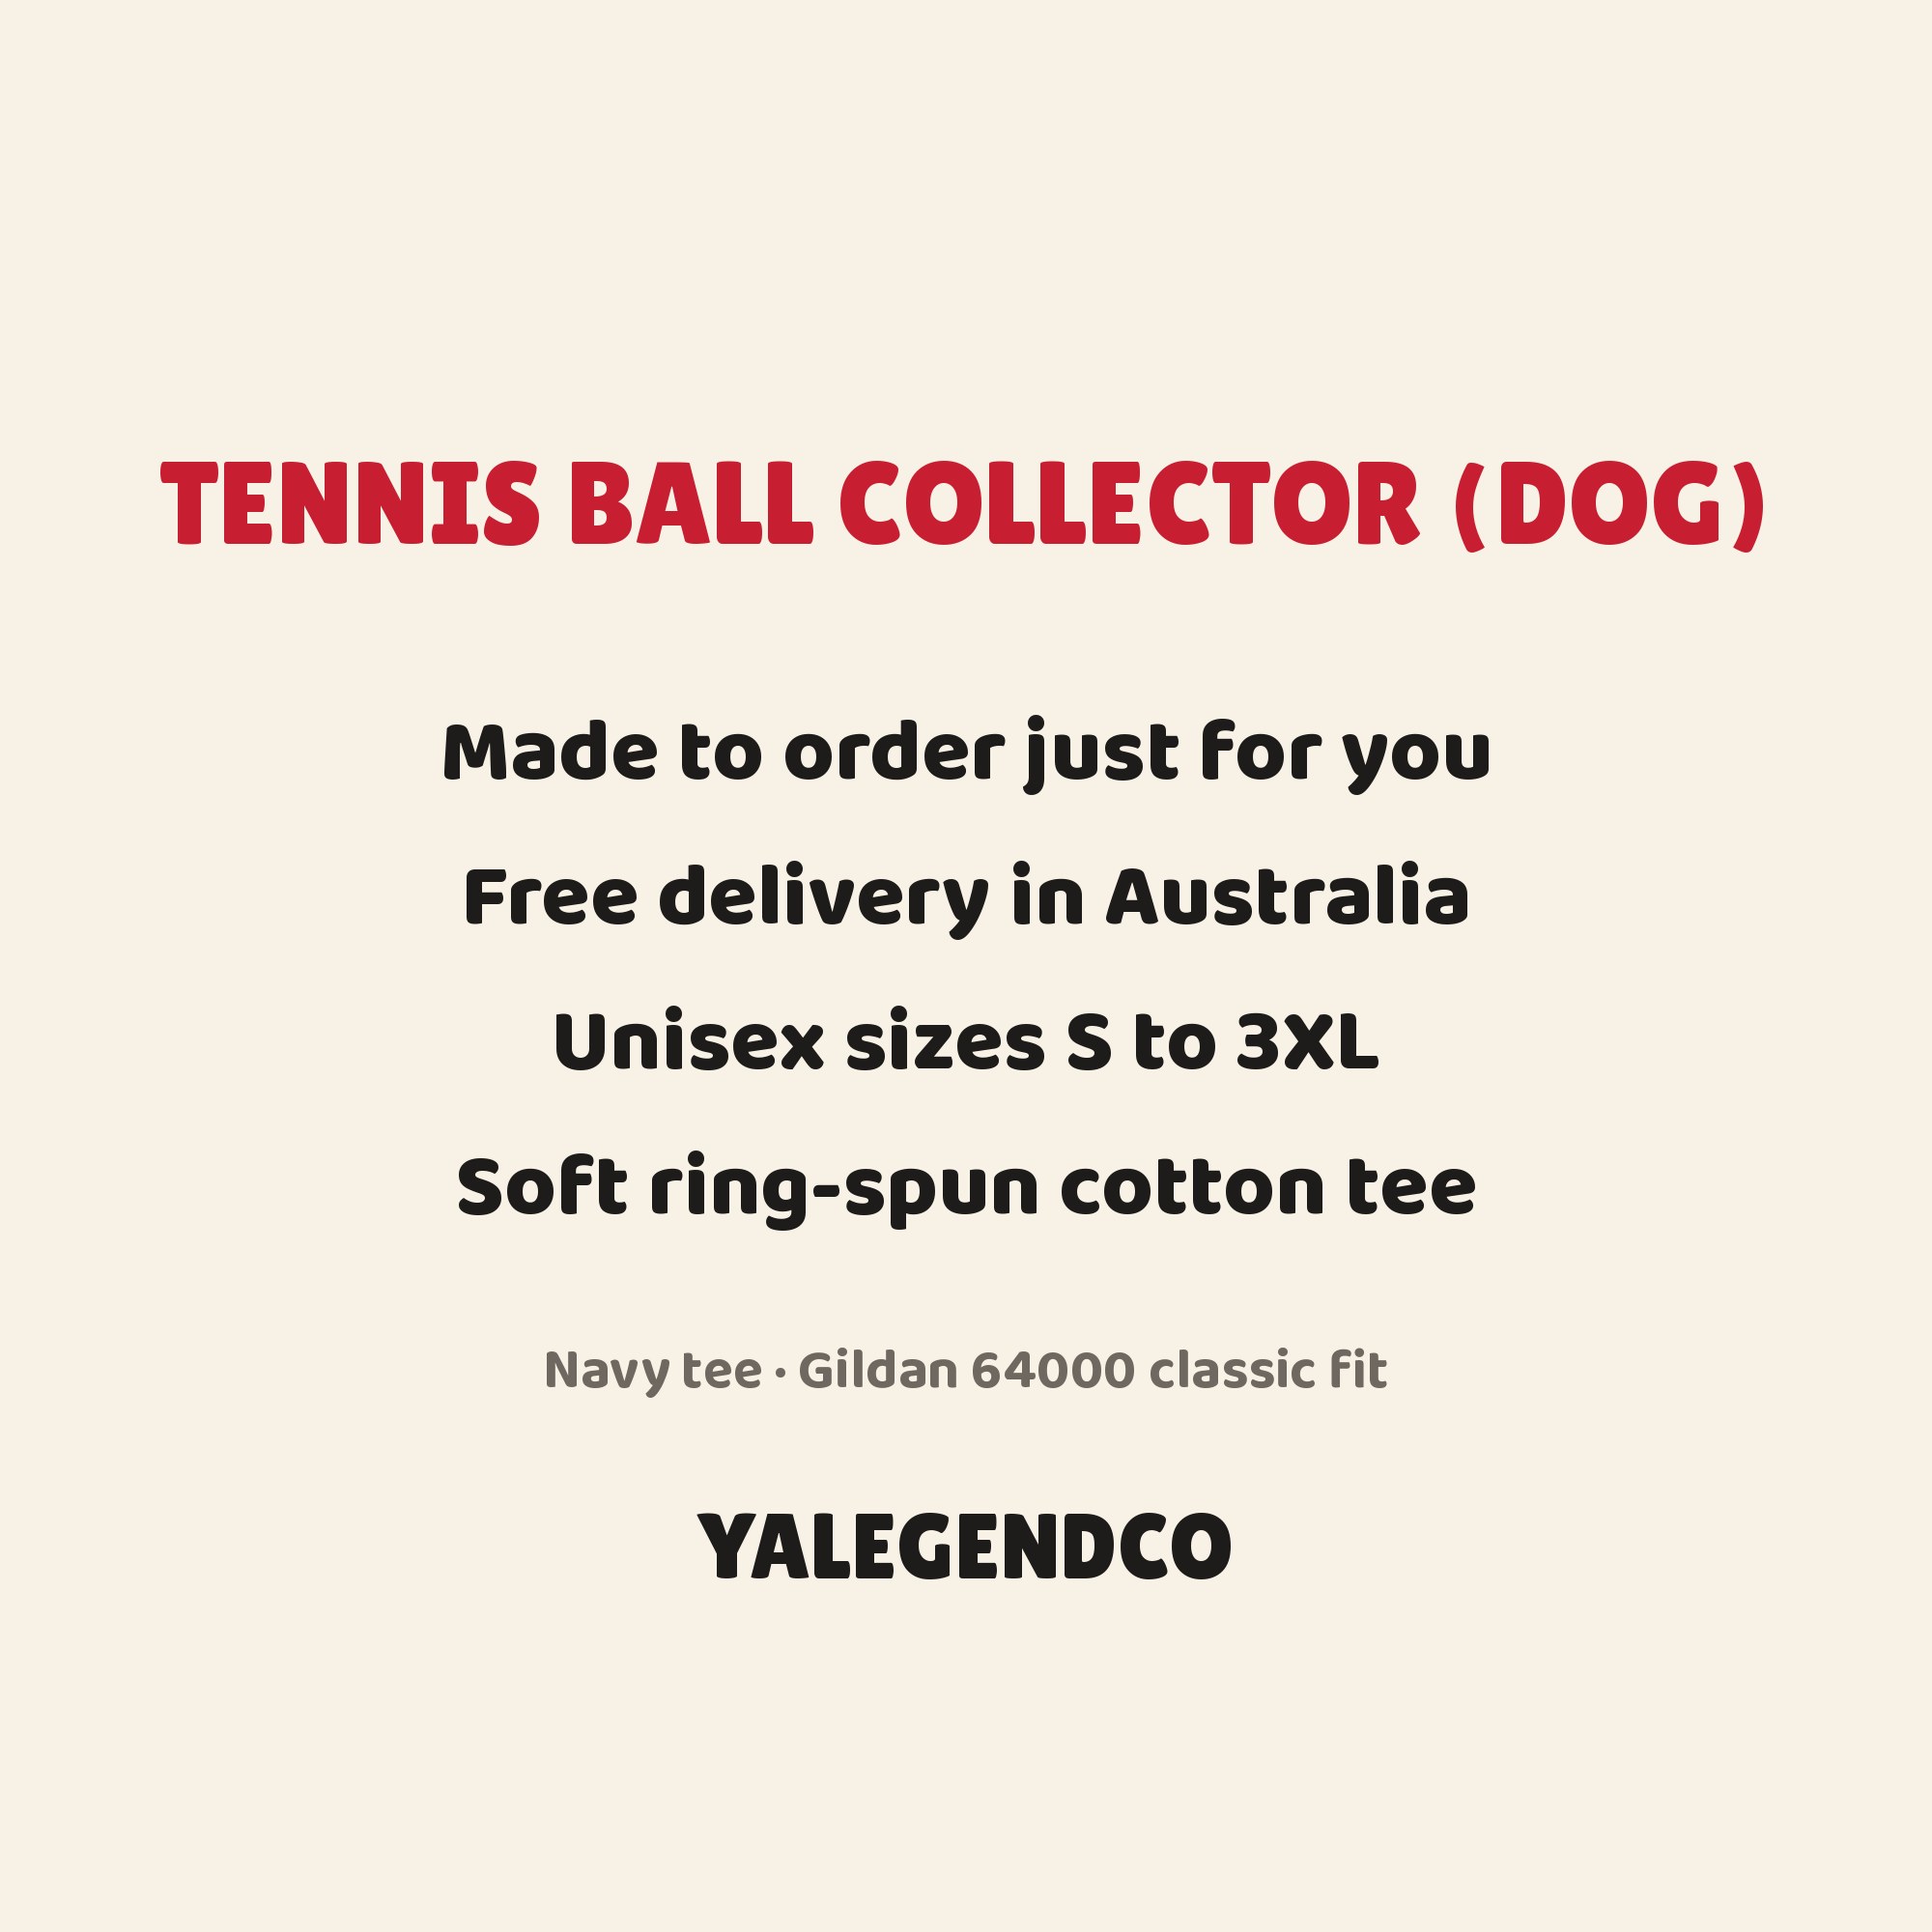 TENNIS BALL COLLECTOR (DOG)
Made to order just for you
Free delivery in Australia
Unisex sizes S to 3XL
Soft ring-spun cotton tee
Navy tee · Gildan 64000 classic fit
YALEGENDCO